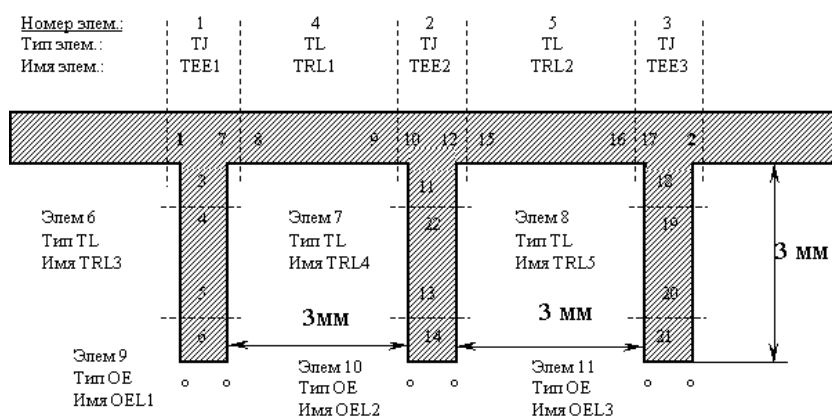 Номер элем.: 1 4 2 5 3
Тип элем.: TJ TL TJ TL TJ
Имя элем.: TEE1 TRL1 TEE2 TRL2 TEE3
1 7 8 9 10 12 15 16 17 2
3 11 18
4 22 19
Элем 6
Тип TL
Имя TRL3
Элем 7
Тип TL
Имя TRL4
Элем 8
Тип TL
Имя TRL5
3 мм
5 13 20
3мм
3 мм
6 14 21
Элем 9
Тип OE
Имя OEL1
Элем 10
Тип OE
Имя OEL2
Элем 11
Тип OE
Имя OEL3